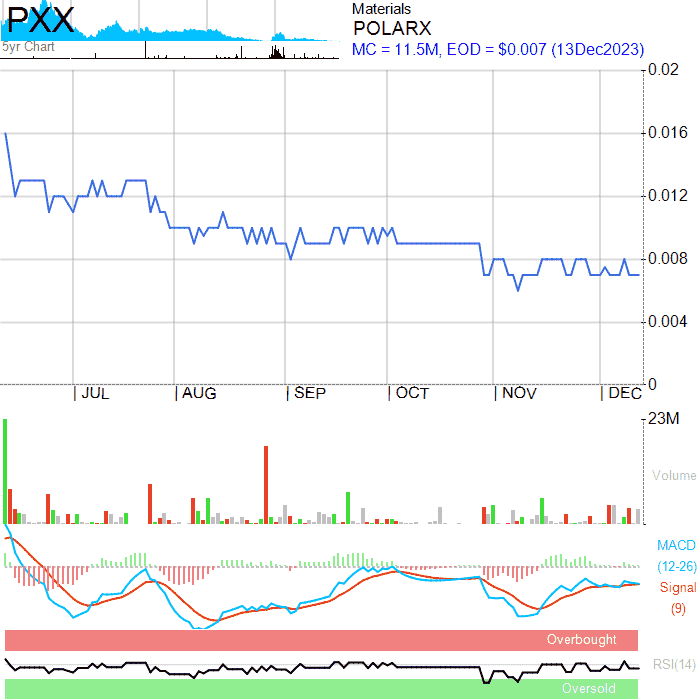 PXX
5yr Chart
Materials
POLARX
MC = 11.5M, EOD = $0.007 (13Dec2023)
0.02
0.016
0.012
0.008
0.004
0
| JUL | AUG | SEP | OCT | NOV | DEC
23M
Volume
MACD
(12-26)
Signal
(9)
Overbought
RSI(14)
Oversold